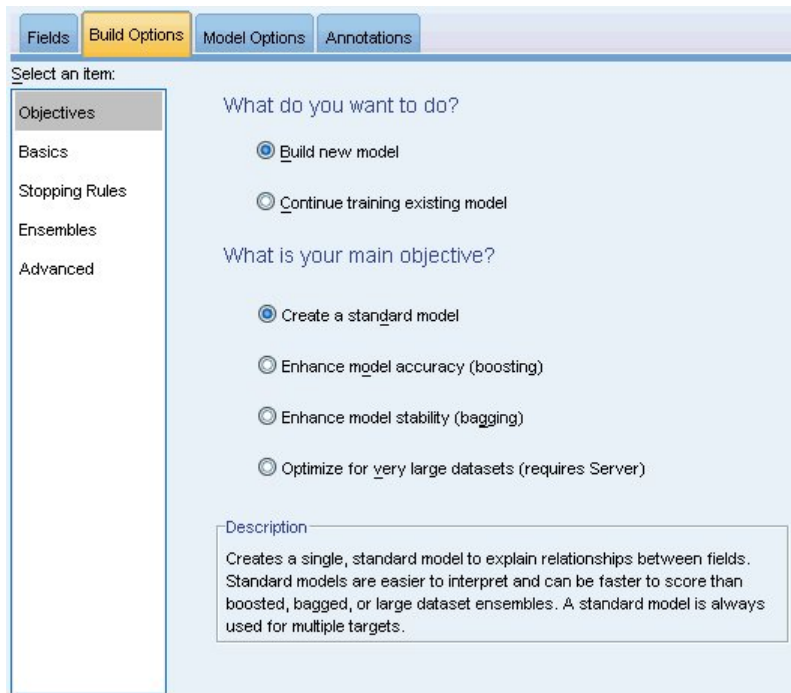 Fields Build Options Model Options Annotations
Select an item:
Objectives
Basics
Stopping Rules
Ensembles
Advanced
What do you want to do?
Build new model
Continue training existing model
What is your main objective?
Create a standard model
Enhance model accuracy (boosting)
Enhance model stability (bagging)
Optimize for very large datasets (requires Server)
Description
Creates a single, standard model to explain relationships between fields.
Standard models are easier to interpret and can be faster to score than
boosted, bagged, or large dataset ensembles. A standard model is always
used for multiple targets.